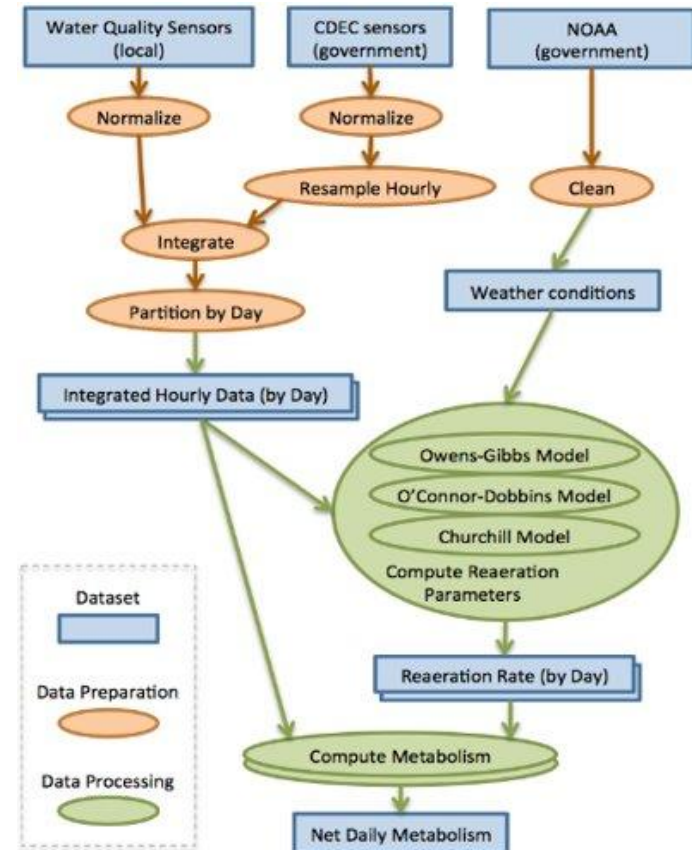 Water Quality Sensors
(local)
CDEC sensors
(government)
NOAA
(government)
Normalize
Normalize
Resample Hourly
Clean
Integrate
Weather conditions
Partition by Day
Integrated Hourly Data (by Day)
Owens-Gibbs Model
O'Connor-Dobbins Model
Churchill Model
Compute Reaeration
Parameters
Dataset
Reaeration Rate (by Day)
Data Preparation
Compute Metabolism
Data Processing
Net Daily Metabolism